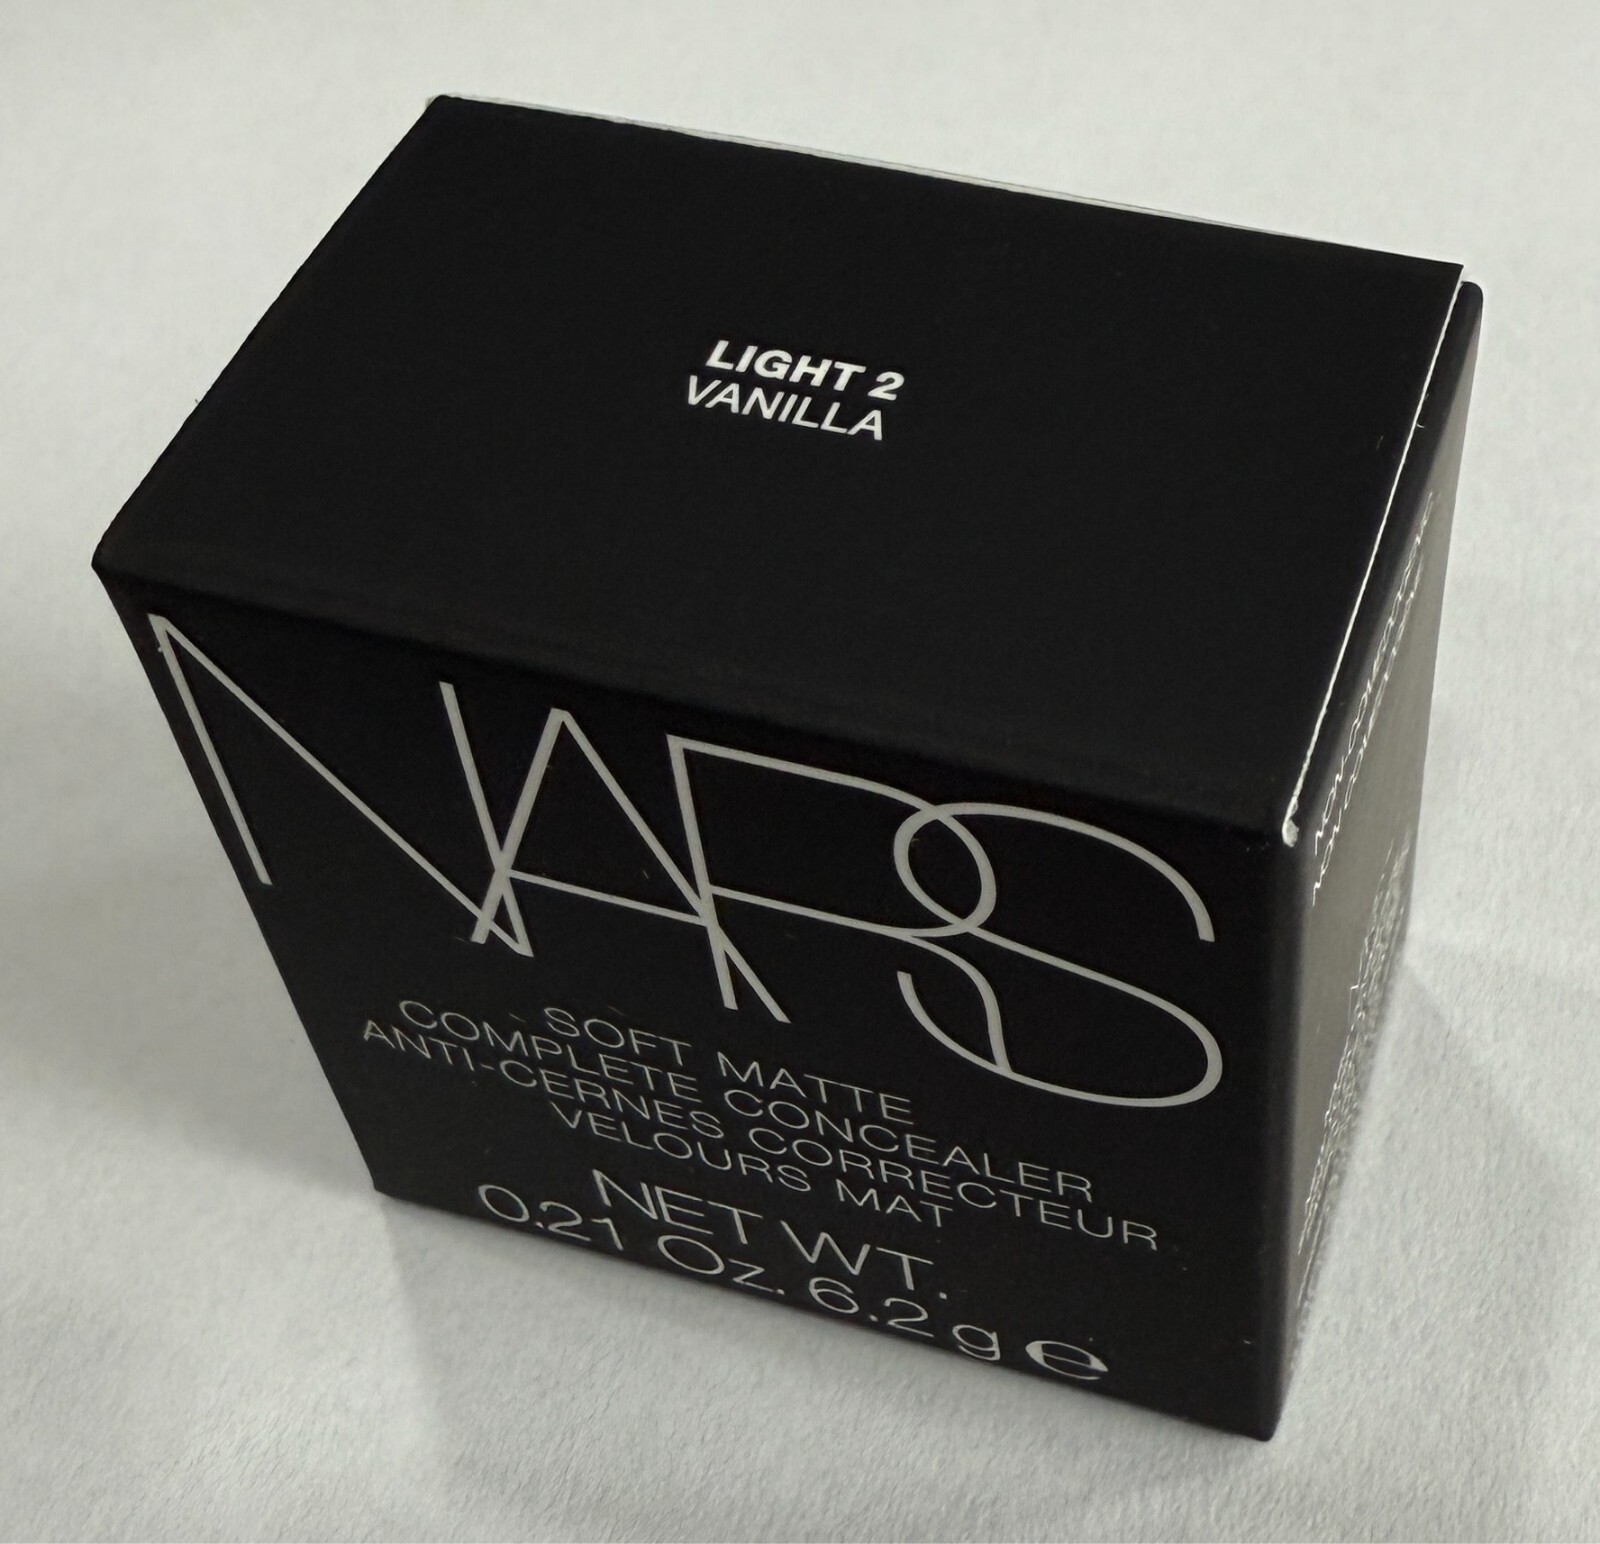 LIGHT 2
VANILLA
NARS
SOFT MATTE
COMPLETE CONCEALER
ANTI-CERNES CORRECTEUR
VELOURS MAT
NET WT.
0.21 Oz. 6.2 g e